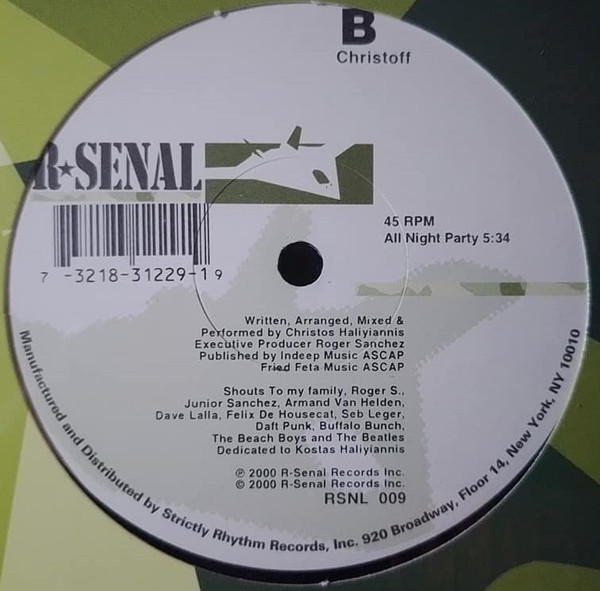 B
Christoff
R★SENAL
45 RPM
All Night Party 5:34
7 -3218-31229-1 9
Written, Arranged, Mixed &
Performed by Christos Haliyiannis
Executive Producer Roger Sanchez
Published by Indeep Music ASCAP
Fried Feta Music ASCAP
Shouts To my family, Roger S.,
Junior Sanchez, Armand Van Helden,
Dave Lalla, Felix De Housecat, Seb Leger,
Daft Punk, Buffalo Bunch,
The Beach Boys and The Beatles
Dedicated to Kostas Haliyiannis
℗ 2000 R-Senal Records Inc.
© 2000 R-Senal Records Inc.
RSNL 009
Manufactured and Distributed by Strictly Rhythm Records, Inc. 920 Broadway, Floor 14, New York, NY 10010